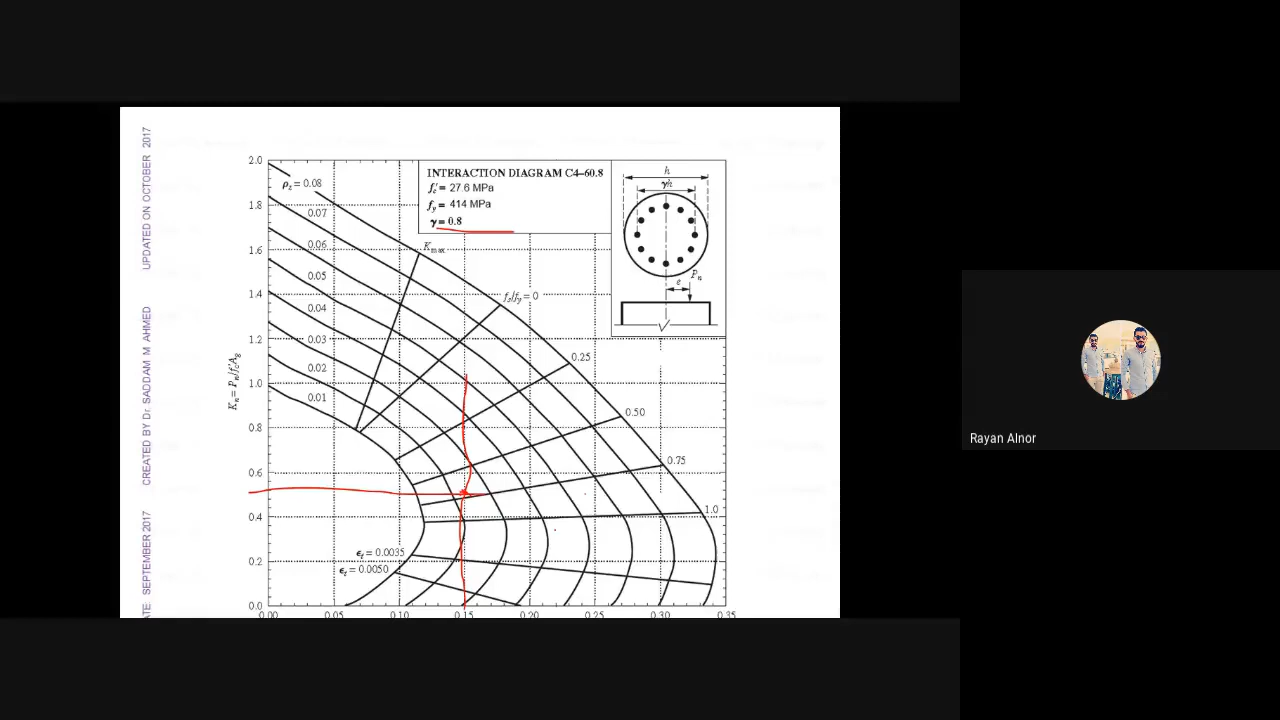 UPDATED ON OCTOBER 2017
CREATED BY Dr. SADDAM M AHMED
SEPTEMBER 2017
INTERACTION DIAGRAM C4–60.8
f′c = 27.6 MPa
fy = 414 MPa
γ = 0.8
h
γh
e
Pn
Kn = Pn/f′c Ag
2.0
1.8
1.6
1.4
1.2
1.0
0.8
0.6
0.4
0.2
0.0
ρz = 0.08
0.07
0.06
0.05
0.04
0.03
0.02
0.01
Kmax
fs/fy = 0
0.25
0.50
0.75
1.0
εt = 0.0035
εt = 0.0050
0.00
0.05
0.10
0.15
0.20
0.25
0.30
0.35
Rayan Alnor